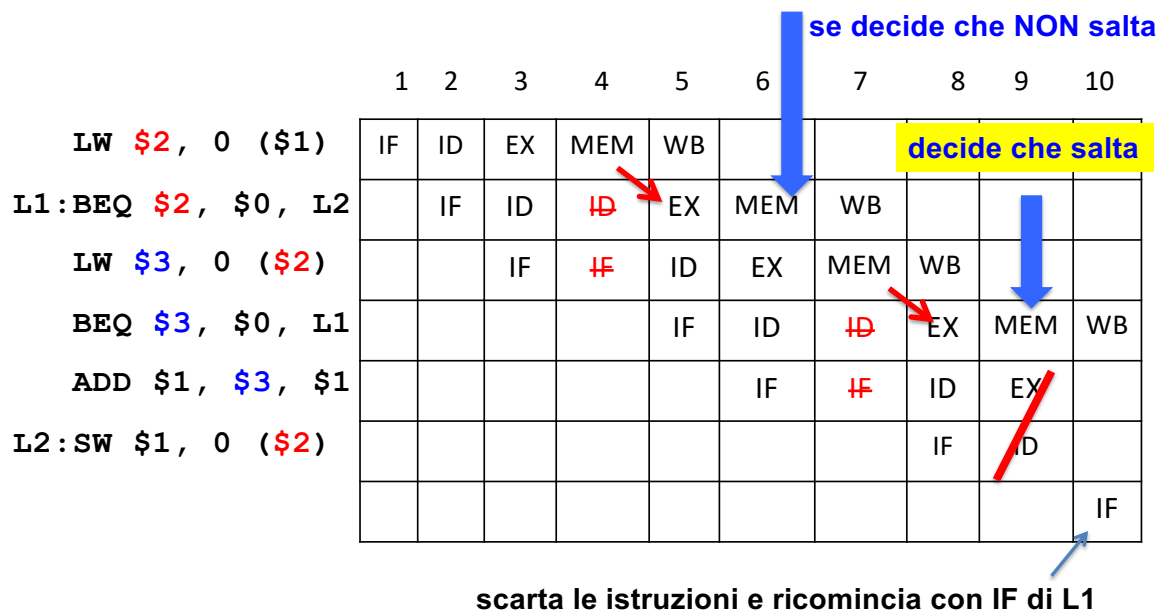 se decide che NON salta
1 2 3 4 5 6 7 8 9 10
LW $2, 0 ($1) IF ID EX MEM WB
decide che salta
L1:BEQ $2, $0, L2 IF ID ID EX MEM WB
LW $3, 0 ($2) IF IF ID EX MEM WB
BEQ $3, $0, L1 IF ID ID EX MEM WB
ADD $1, $3, $1 IF IF ID EX
L2:SW $1, 0 ($2) IF ID
IF
scarta le istruzioni e ricomincia con IF di L1